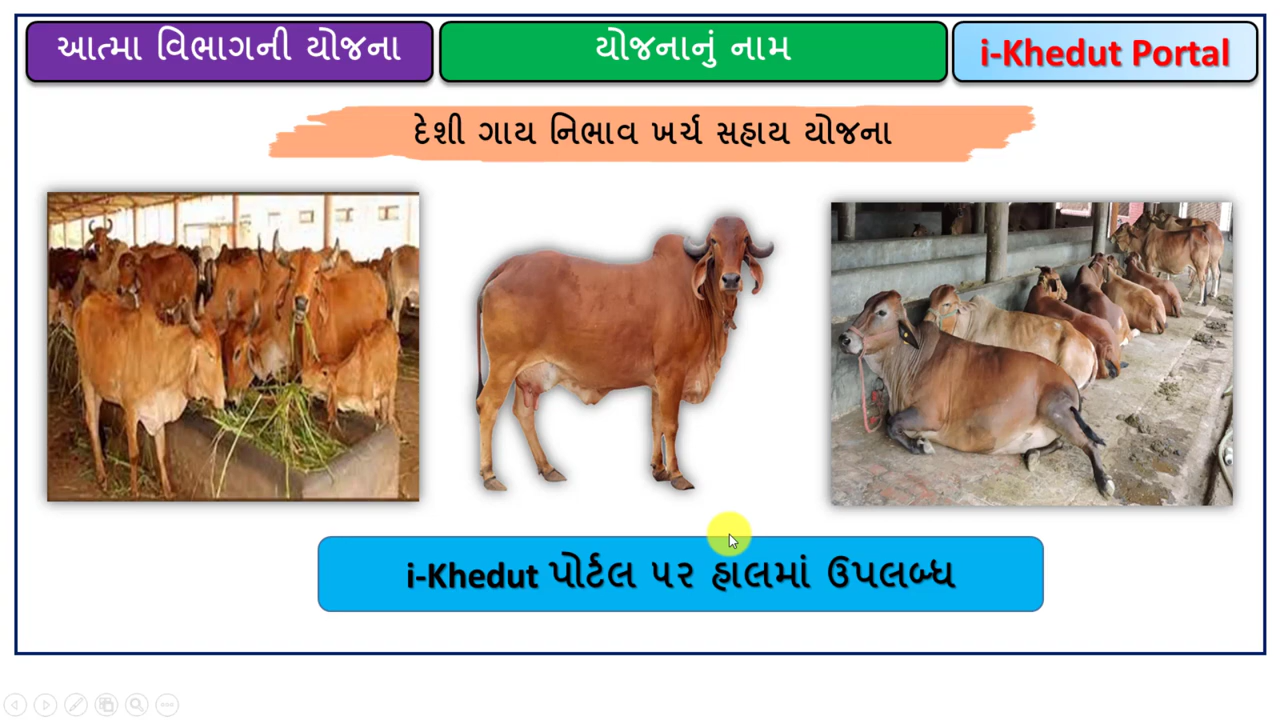 આત્મા વિભાગની યોજના
યોજનાનું નામ
i-Khedut Portal
દેશી ગાય નિભાવ ખર્ચ સહાય યોજના
i-Khedut પોર્ટલ પર હાલમાં ઉપલબ્ધ